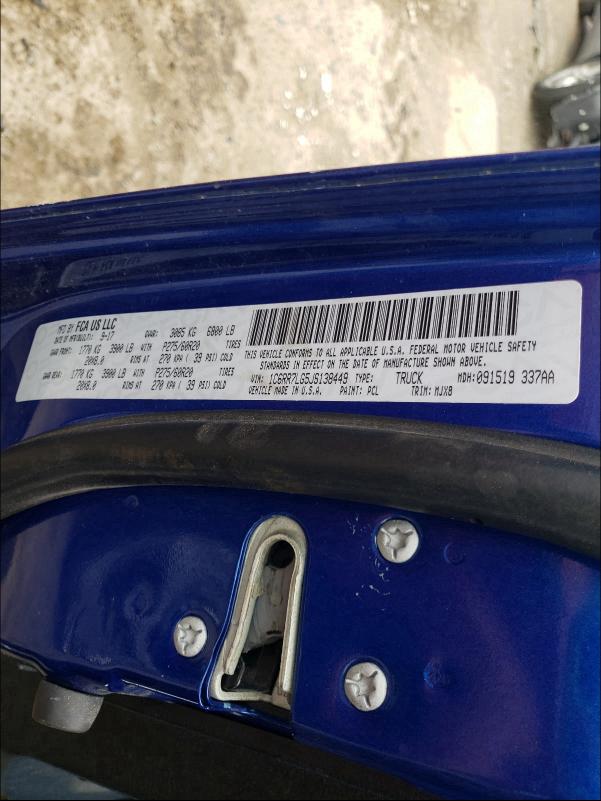 MFD BY: FCA US LLC
DATE OF MFR(BUILT): 9-17 GVWR: 3085 KG 6800 LB
GAWR FRONT: 1770 KG 3900 LB WITH P275/60R20 TIRES
20X8.0 RIMS AT 270 KPA ( 39 PSI) COLD
GAWR REAR: 1770 KG 3900 LB WITH P275/60R20 TIRES
20X8.0 RIMS AT 270 KPA ( 39 PSI) COLD
THIS VEHICLE CONFORMS TO ALL APPLICABLE U.S.A. FEDERAL MOTOR VEHICLE SAFETY
STANDARDS IN EFFECT ON THE DATE OF MANUFACTURE SHOWN ABOVE.
VIN: 1C6RR7LG5JS138449 TYPE: TRUCK MDH: 091519 337AA
VEHICLE MADE IN U.S.A. PAINT: PCL TRIM: MJX8